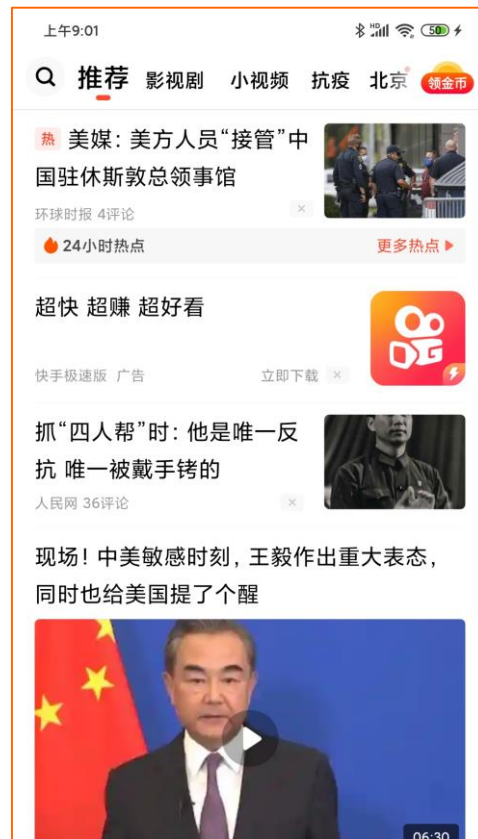 上午9:01
HD
50
推荐 影视剧 小视频 抗疫 北京 领金币
热 美媒：美方人员“接管”中
国驻休斯敦总领事馆
环球时报 4评论
24小时热点 更多热点
超快 超赚 超好看
快手极速版 广告 立即下载
抓“四人帮”时：他是唯一反
抗 唯一被戴手铐的
人民网 36评论
现场！中美敏感时刻，王毅作出重大表态，
同时也给美国提了个醒
06:30